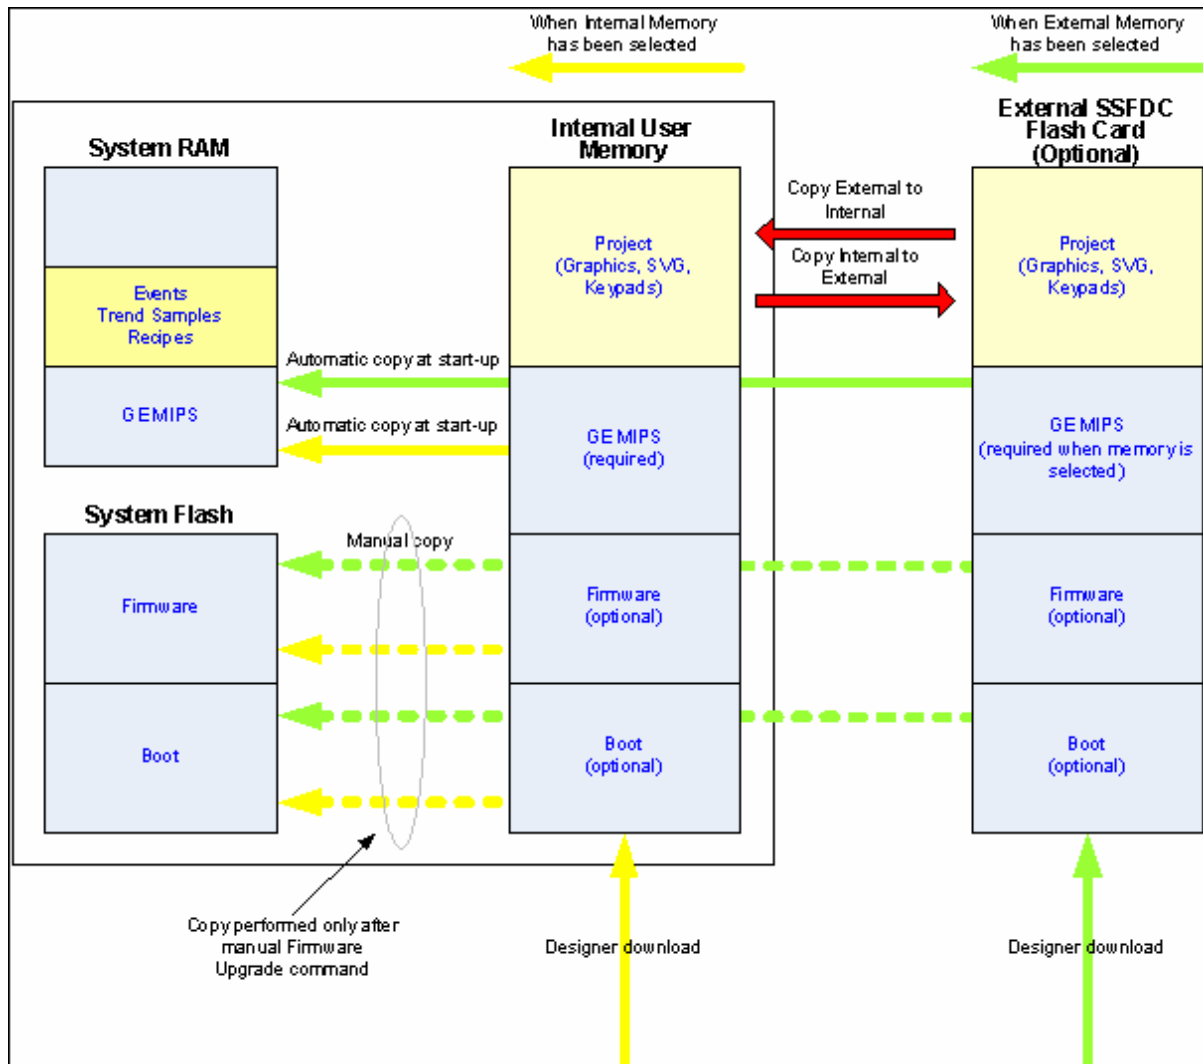 When Internal Memory
has been selected
When External Memory
has been selected
System RAM
Internal User
Memory
External SSFDC
Flash Card
(Optional)
Copy External to
Internal
Copy Internal to
External
Project
(Graphics, SVG,
Keypads)
Project
(Graphics, SVG,
Keypads)
Events
Trend Samples
Recipes
Automatic copy at start-up
GEMIPS
Automatic copy at start-up
GEMIPS
(required)
GEMIPS
(required when memory is
selected)
System Flash
Manual copy
Firmware
Firmware
(optional)
Firmware
(optional)
Boot
Boot
(optional)
Boot
(optional)
Copy performed only after
manual Firmware
Upgrade command
Designer download
Designer download